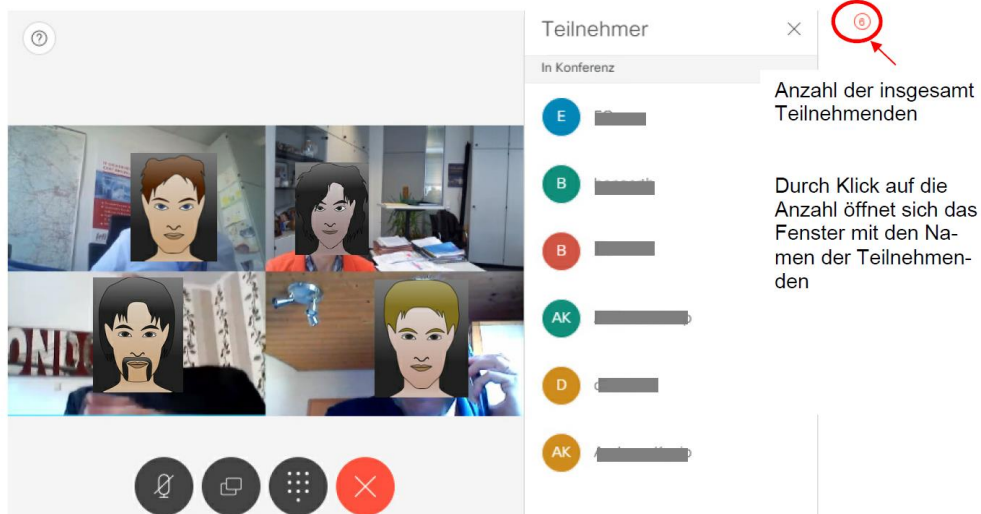 Teilnehmer
6
In Konferenz
Anzahl der insgesamt
Teilnehmenden
E
B
Durch Klick auf die
Anzahl öffnet sich das
Fenster mit den Na-
men der Teilnehmen-
den
B
AK
D
AK
OND